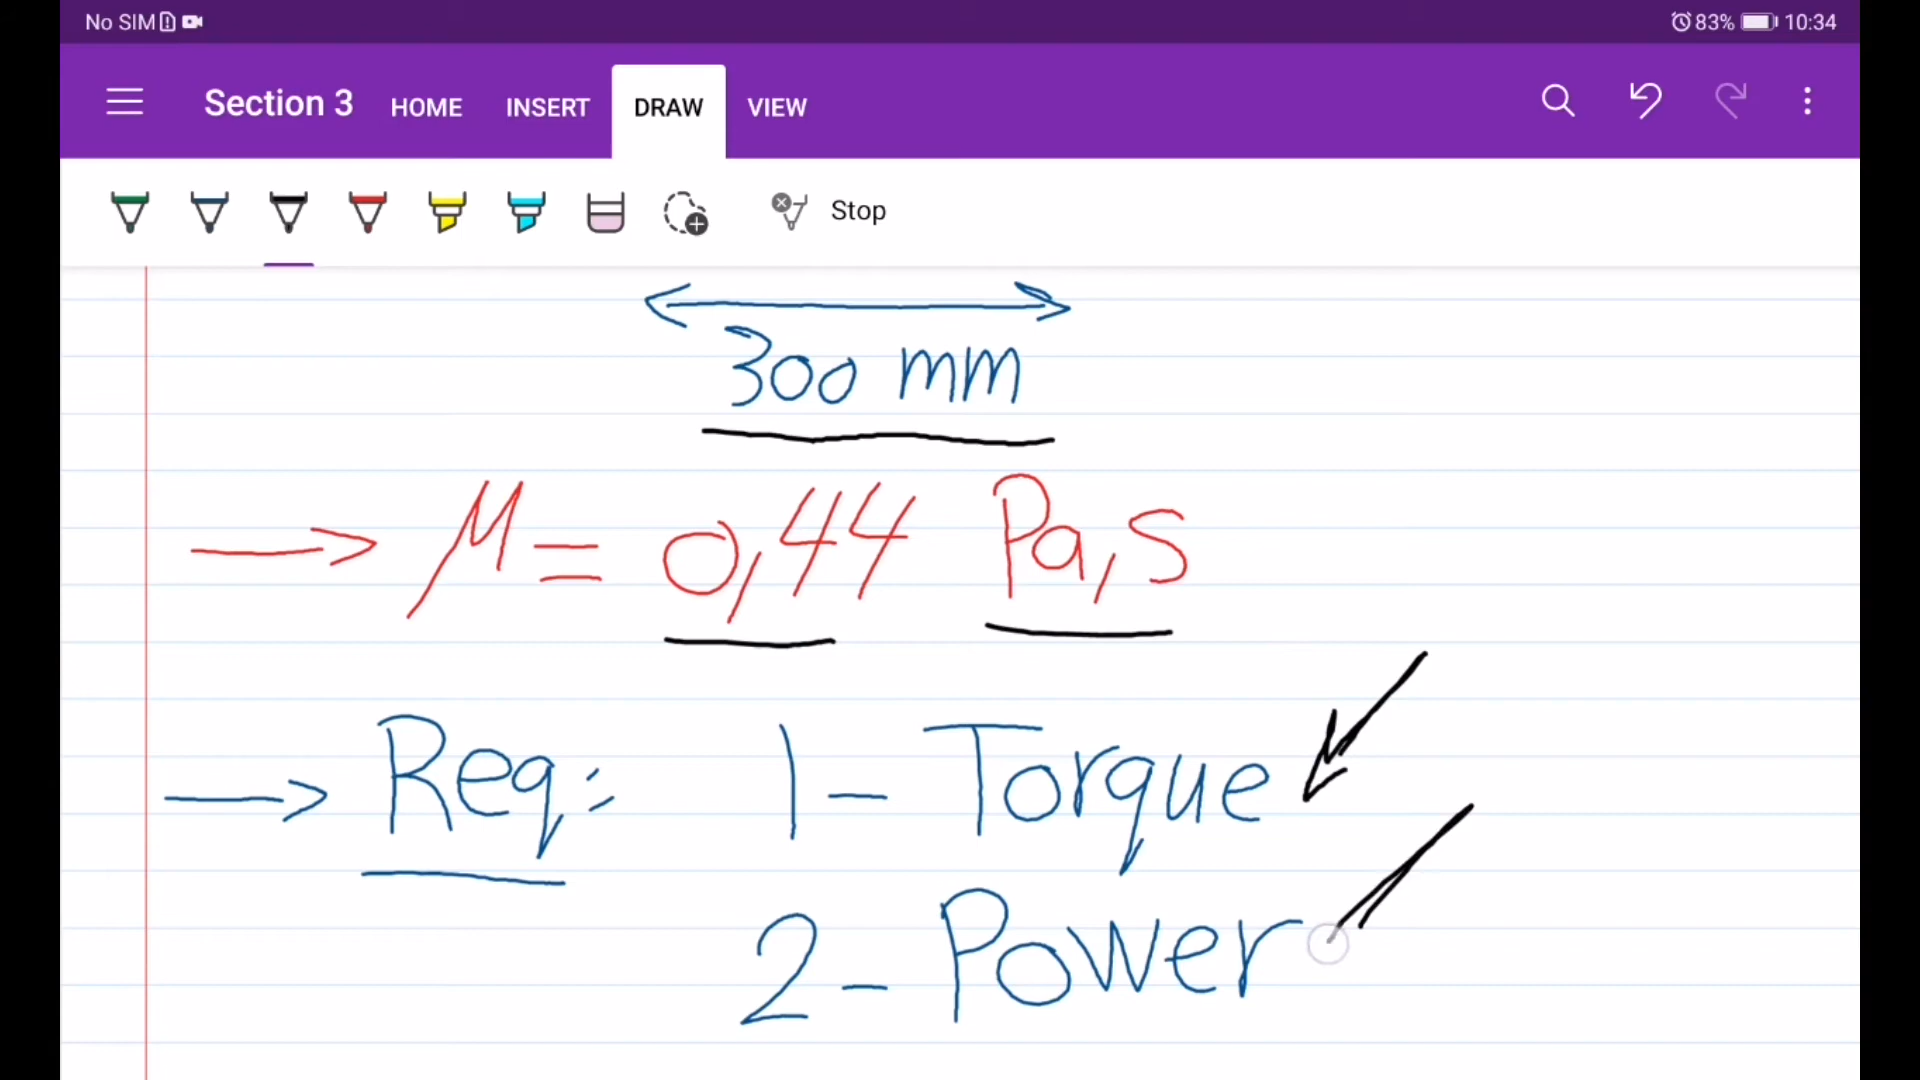 No SIM 83% 10:34
Section 3 HOME INSERT DRAW VIEW
Stop
300 mm
→ μ = 0,44 Pa,s
→ Req: 1 - Torque
2 - Power